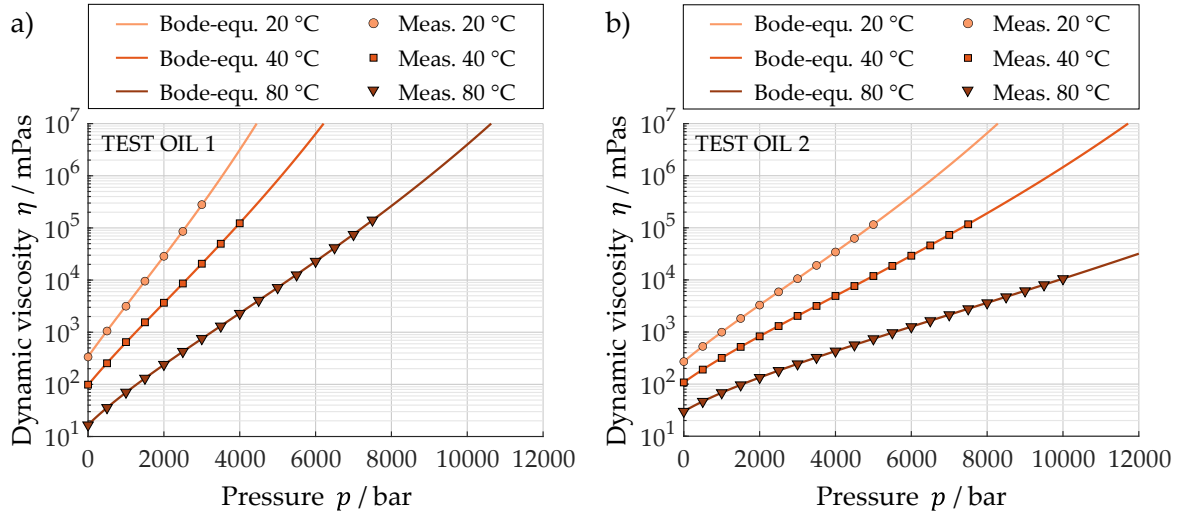 a)
Bode-equ. 20 °C Meas. 20 °C
Bode-equ. 40 °C Meas. 40 °C
Bode-equ. 80 °C Meas. 80 °C
TEST OIL 1
10^7
10^6
10^5
10^4
10^3
10^2
10^1
Dynamic viscosity η / mPas
0 2000 4000 6000 8000 10000 12000
Pressure p / bar
b)
Bode-equ. 20 °C Meas. 20 °C
Bode-equ. 40 °C Meas. 40 °C
Bode-equ. 80 °C Meas. 80 °C
TEST OIL 2
10^7
10^6
10^5
10^4
10^3
10^2
10^1
Dynamic viscosity η / mPas
0 2000 4000 6000 8000 10000 12000
Pressure p / bar